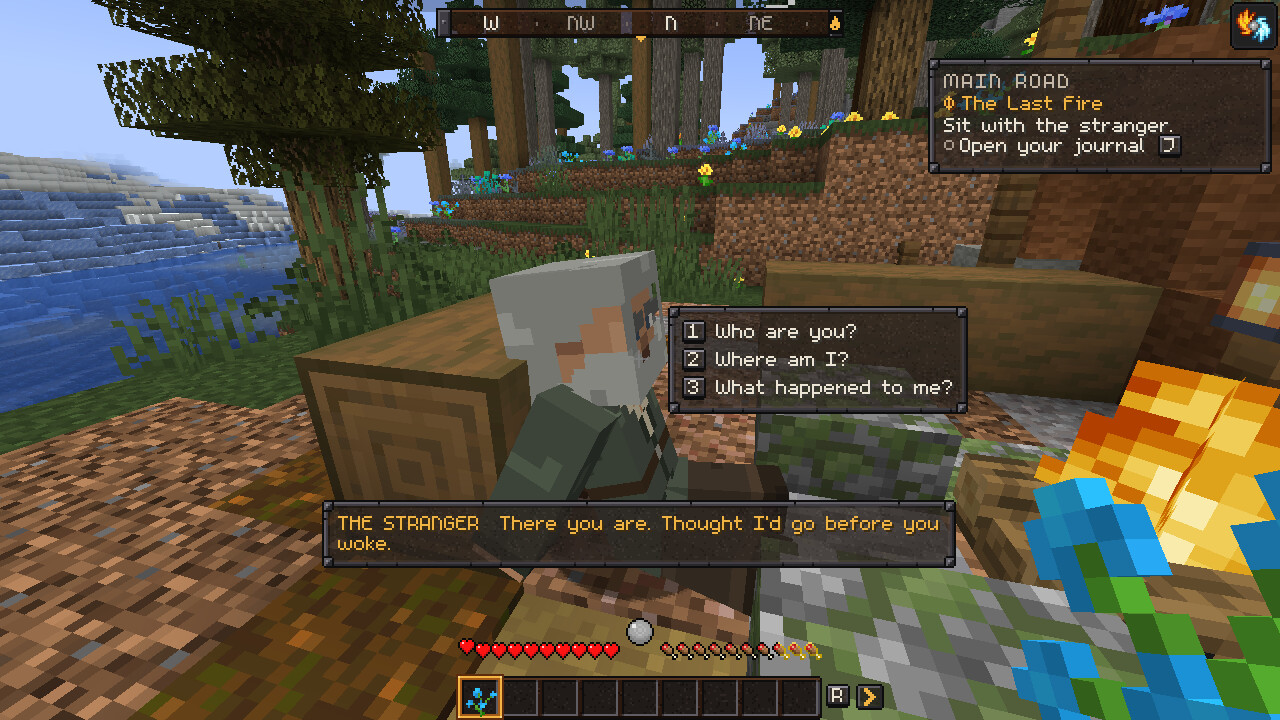 W NW N NE
MAIN ROAD
The Last Fire
Sit with the stranger.
Open your journal J
1 Who are you?
2 Where am I?
3 What happened to me?
THE STRANGER There you are. Thought I'd go before you
woke.
R